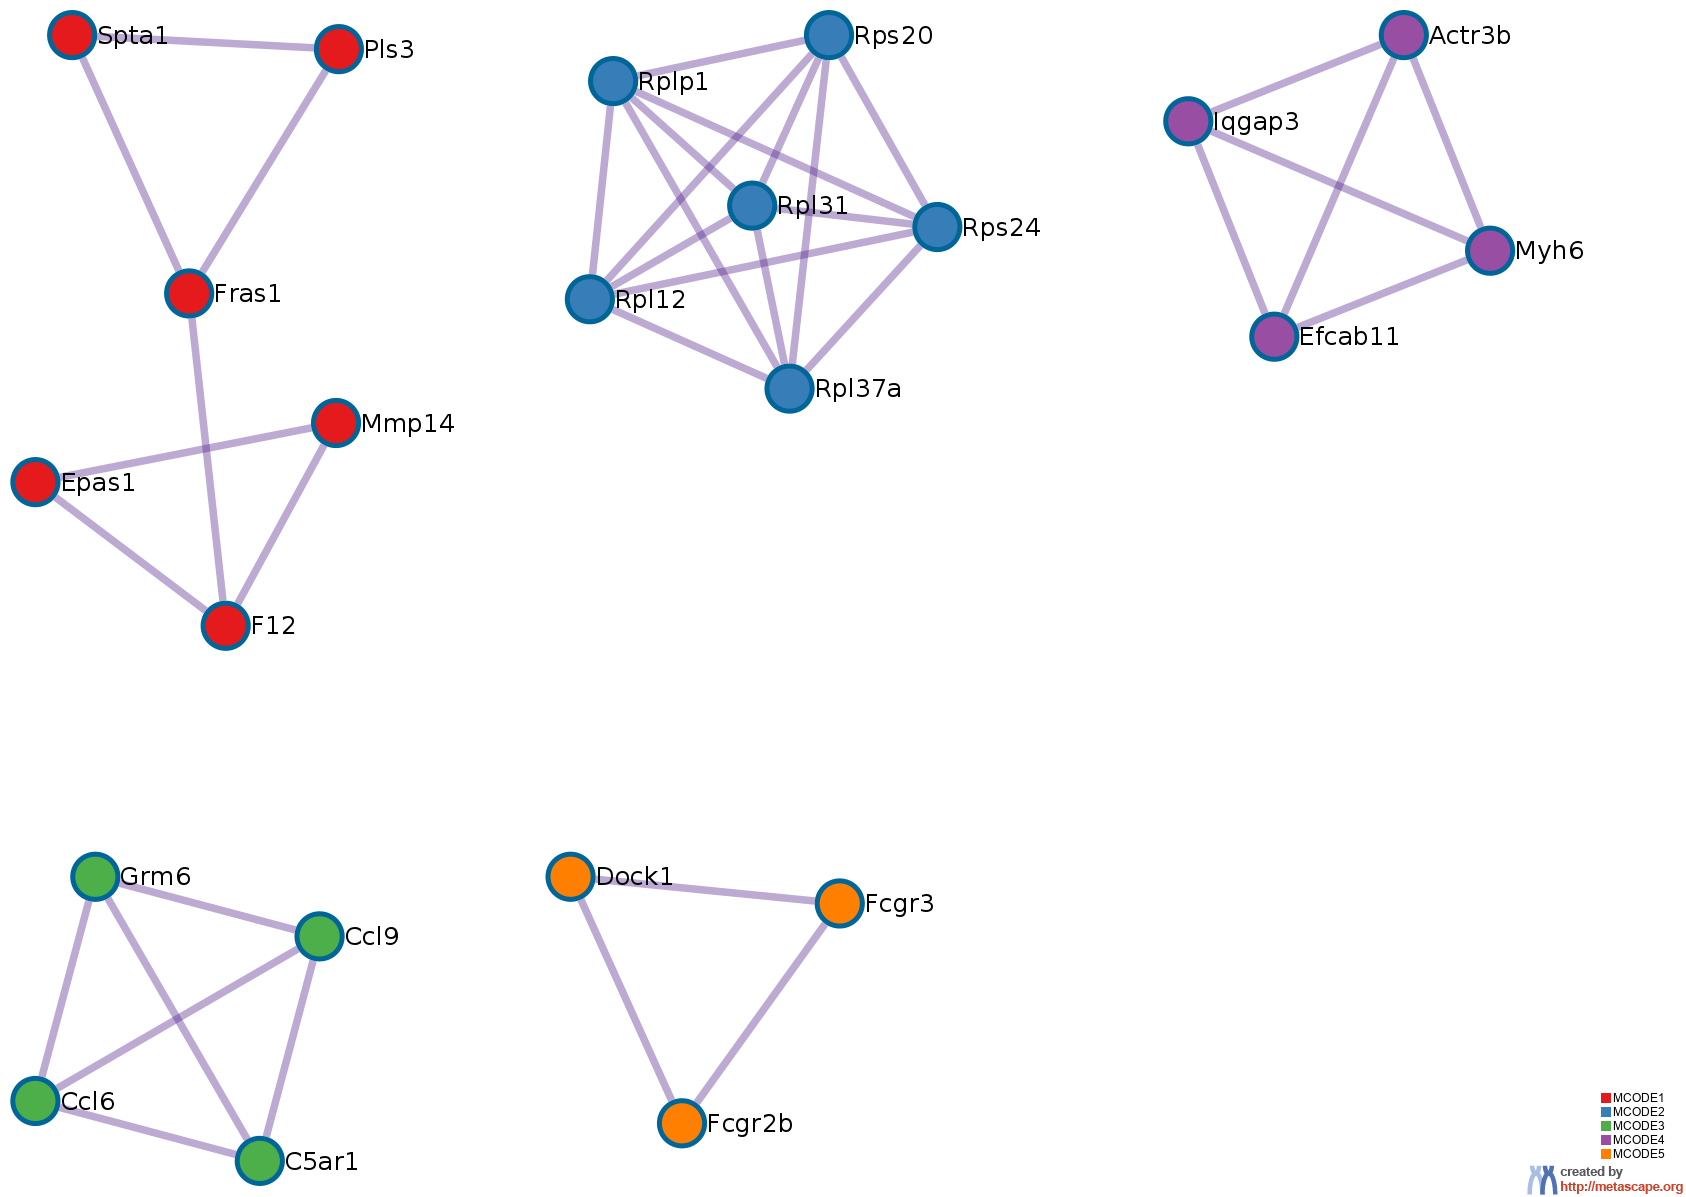 Spta1
Pls3
Fras1
Mmp14
Epas1
F12
Rps20
Rplp1
Rpl31
Rps24
Rpl12
Rpl37a
Actr3b
Iqgap3
Myh6
Efcab11
Grm6
Ccl9
Ccl6
C5ar1
Dock1
Fcgr3
Fcgr2b
MCODE1
MCODE2
MCODE3
MCODE4
MCODE5
created by
http://metascape.org